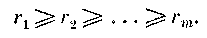 r₁ ⩾ r₂ ⩾ . . . ⩾ rₘ.